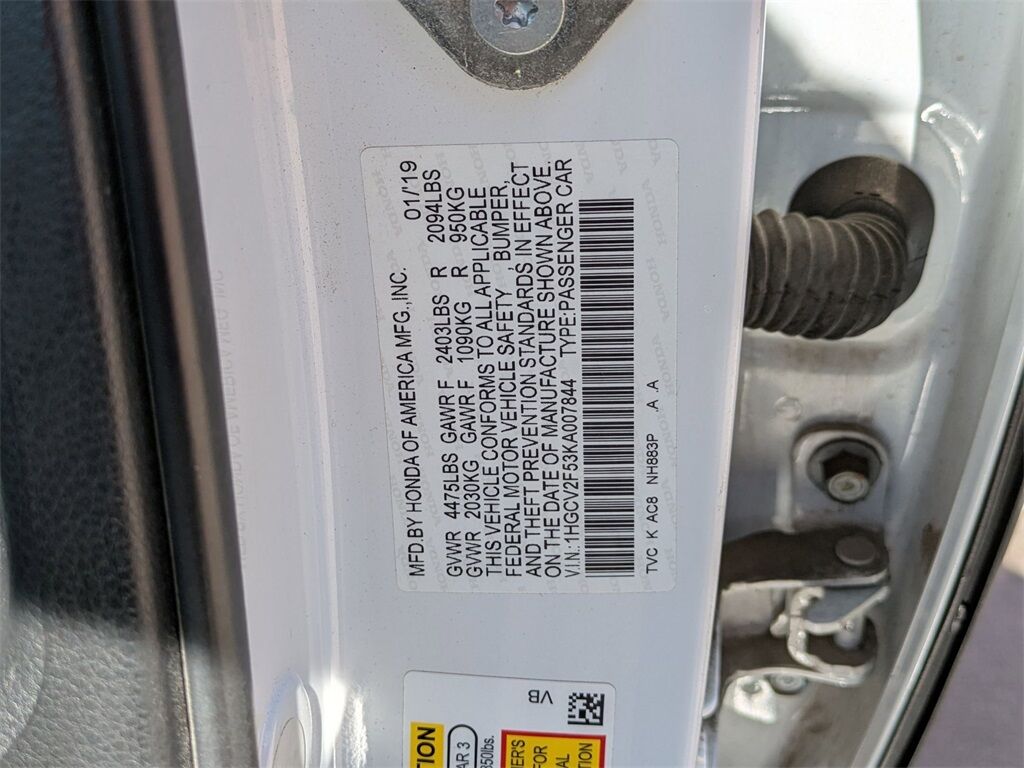 MFD.BY HONDA OF AMERICA MFG.,INC. 01/19
GVWR 4475LBS GAWR F 2403LBS R 2094LBS
GVWR 2030KG GAWR F 1090KG R 950KG
THIS VEHICLE CONFORMS TO ALL APPLICABLE
FEDERAL MOTOR VEHICLE SAFETY, BUMPER,
AND THEFT PREVENTION STANDARDS IN EFFECT
ON THE DATE OF MANUFACTURE SHOWN ABOVE.
V.I.N.:1HGCV2F53KA007844 TYPE:PASSENGER CAR
TVC K AC8 NH883P A A
HONDA
VB